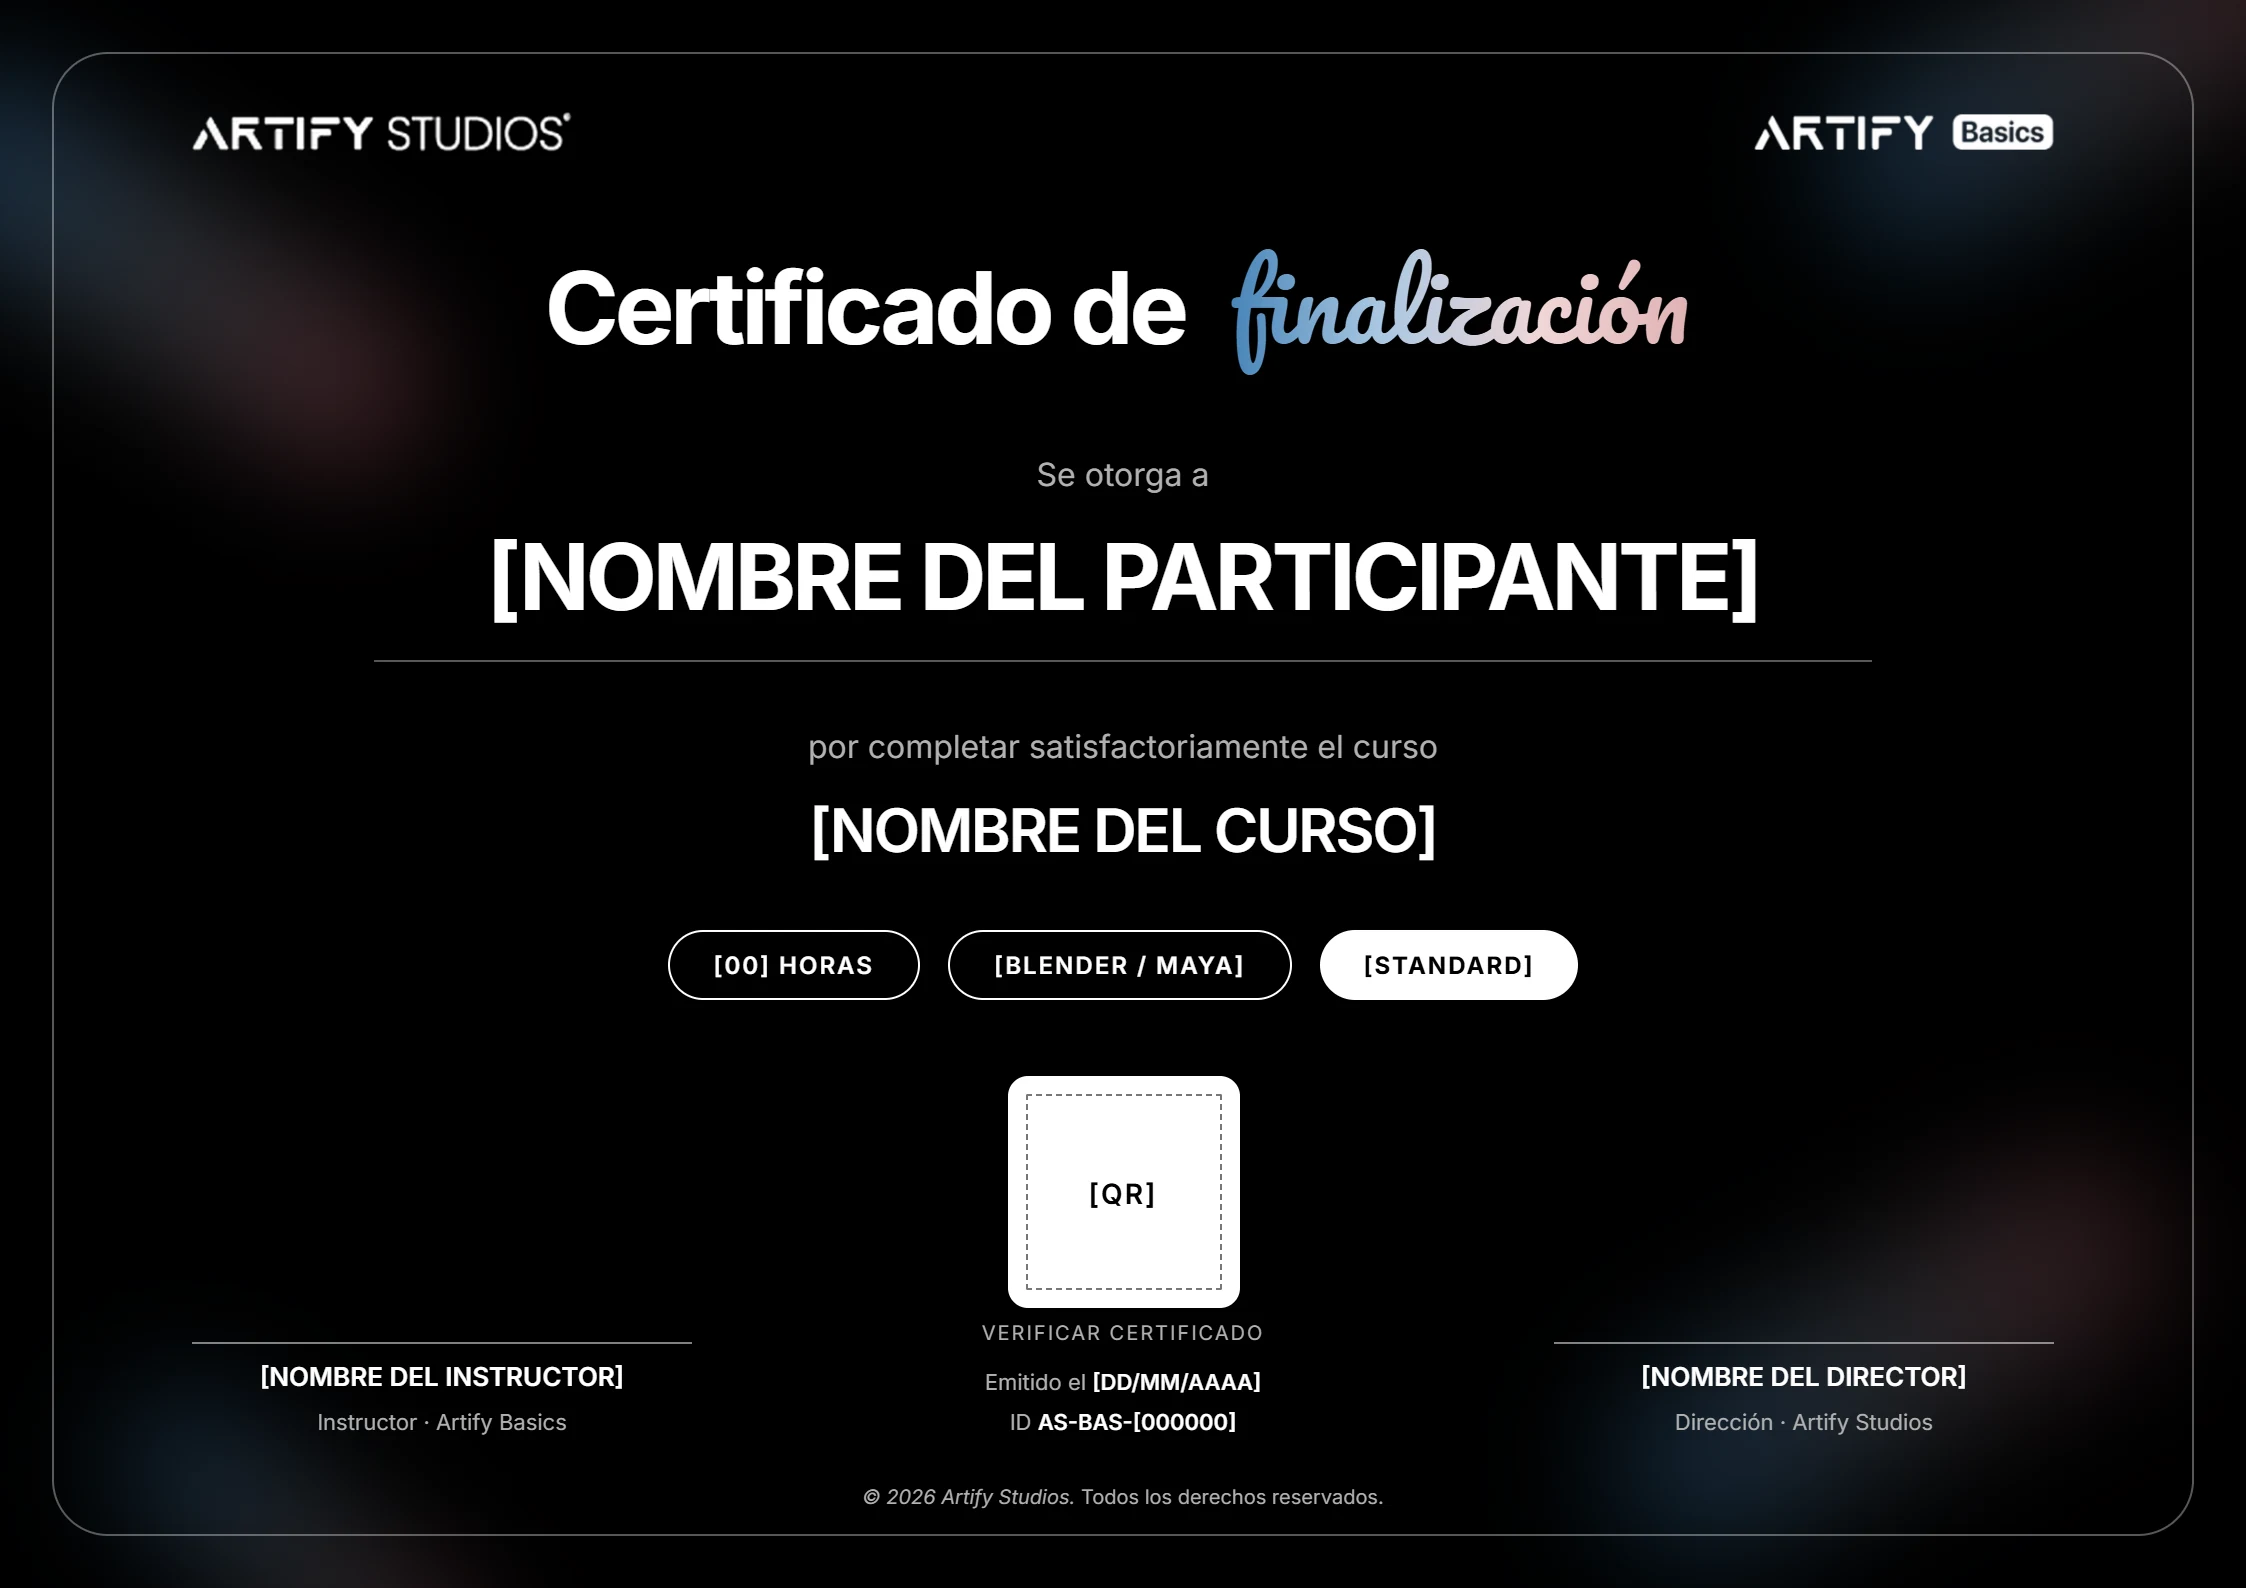 ARTIFY STUDIOS®
ARTIFY Basics
Certificado de finalización
Se otorga a
[NOMBRE DEL PARTICIPANTE]
por completar satisfactoriamente el curso
[NOMBRE DEL CURSO]
[00] HORAS
[BLENDER / MAYA]
[STANDARD]
[QR]
VERIFICAR CERTIFICADO
Emitido el [DD/MM/AAAA]
ID AS-BAS-[000000]
[NOMBRE DEL INSTRUCTOR]
Instructor · Artify Basics
[NOMBRE DEL DIRECTOR]
Dirección · Artify Studios
© 2026 Artify Studios. Todos los derechos reservados.